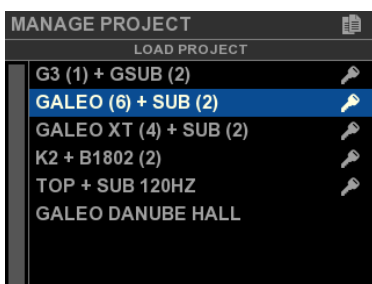 MANAGE PROJECT
LOAD PROJECT
G3 (1) + GSUB (2)
GALEO (6) + SUB (2)
GALEO XT (4) + SUB (2)
K2 + B1802 (2)
TOP + SUB 120HZ
GALEO DANUBE HALL